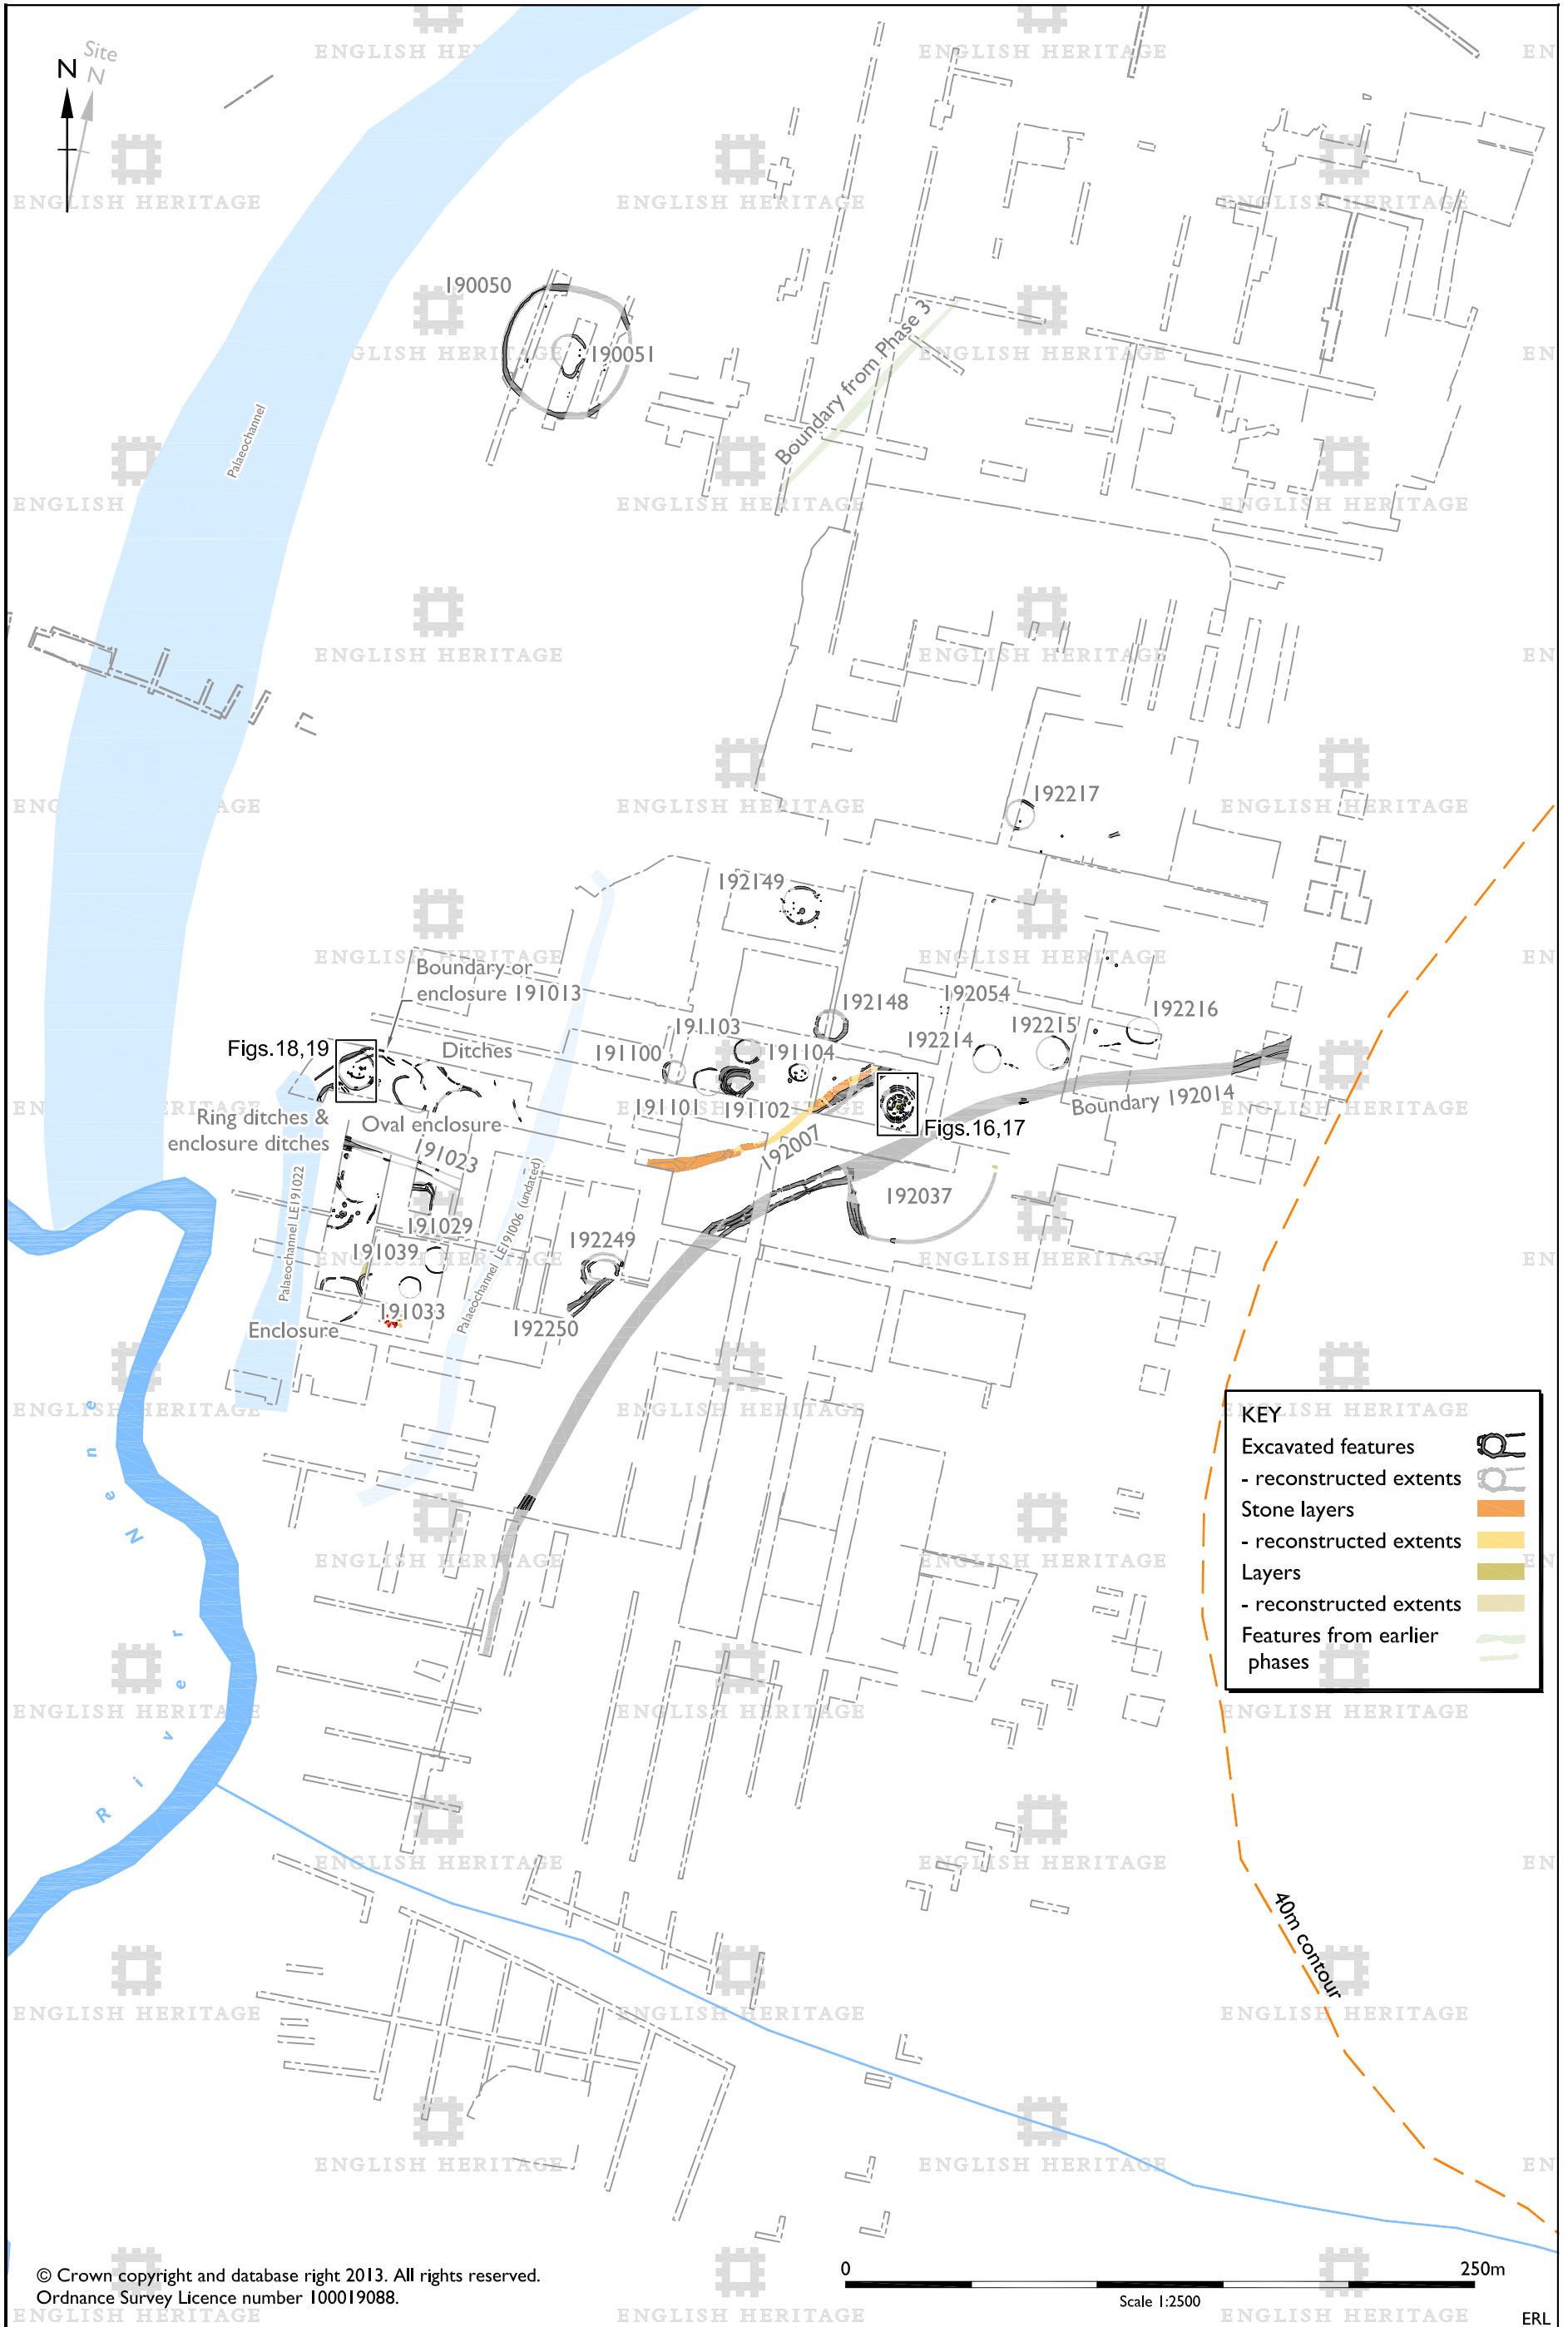 Site
N
N
ENGLISH HERITAGE
190050
190051
Boundary from Phase 3
Palaeochannel
192217
192149
Boundary or
enclosure 191013
192148
192054
192216
192215
192214
191103
191104
191100
Figs.18,19
Ditches
191101
191102
Boundary 192014
Ring ditches &
enclosure ditches
Oval enclosure
Figs.16,17
192007
191023
Palaeochannel LE191022
Palaeochannel LE191006 (undated)
192037
191029
192249
191039
191033
Enclosure
192250
River Nene
KEY
Excavated features
- reconstructed extents
Stone layers
- reconstructed extents
Layers
- reconstructed extents
Features from earlier
phases
40m contour
© Crown copyright and database right 2013. All rights reserved.
Ordnance Survey Licence number 100019088.
0
250m
Scale 1:2500
ERL